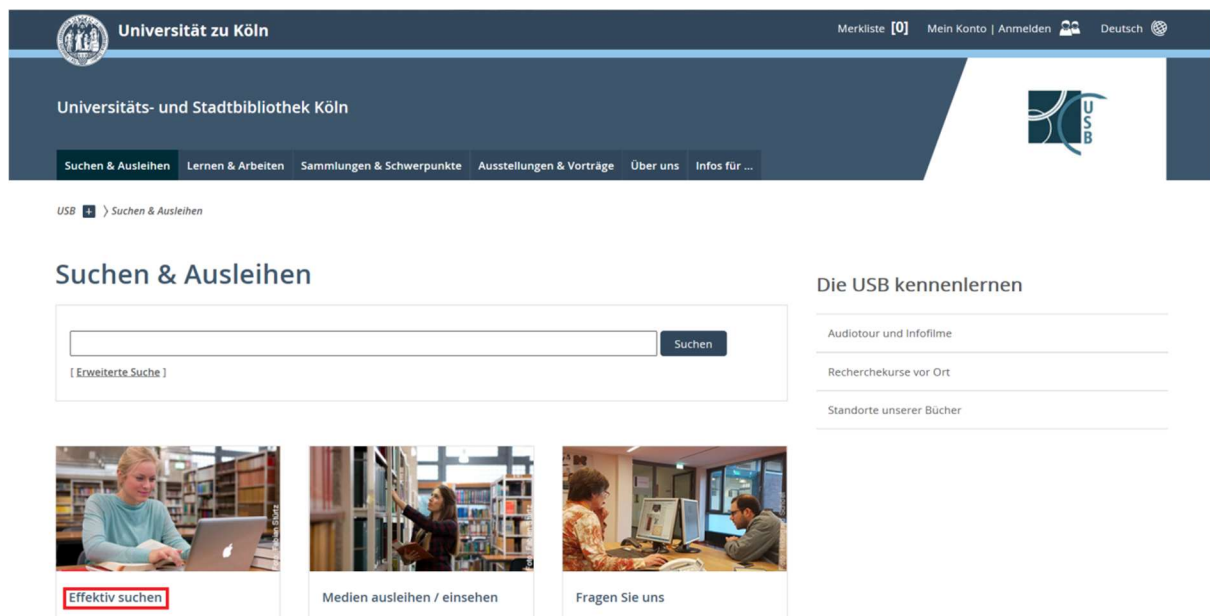 Universität zu Köln
Merkliste [0] Mein Konto | Anmelden Deutsch
Universitäts- und Stadtbibliothek Köln
USB
Suchen & Ausleihen Lernen & Arbeiten Sammlungen & Schwerpunkte Ausstellungen & Vorträge Über uns Infos für ...
USB + 〉 Suchen & Ausleihen
Suchen & Ausleihen
Suchen
[ Erweiterte Suche ]
Die USB kennenlernen
Audiotour und Infofilme
Recherchekurse vor Ort
Standorte unserer Bücher
Effektiv suchen
Medien ausleihen / einsehen
Fragen Sie uns